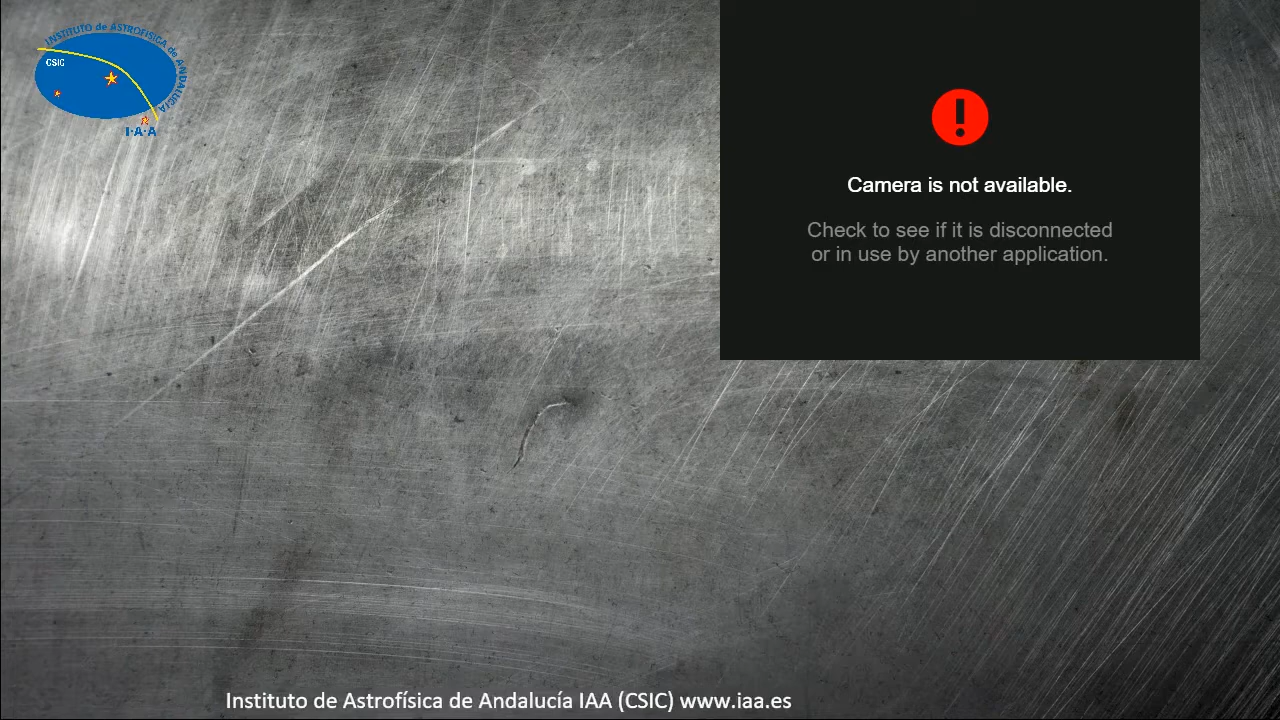 INSTITUTO de ASTROFÍSICA de ANDALUCÍA
CSIC
I·A·A
Camera is not available.
Check to see if it is disconnected
or in use by another application.
Instituto de Astrofísica de Andalucía IAA (CSIC) www.iaa.es